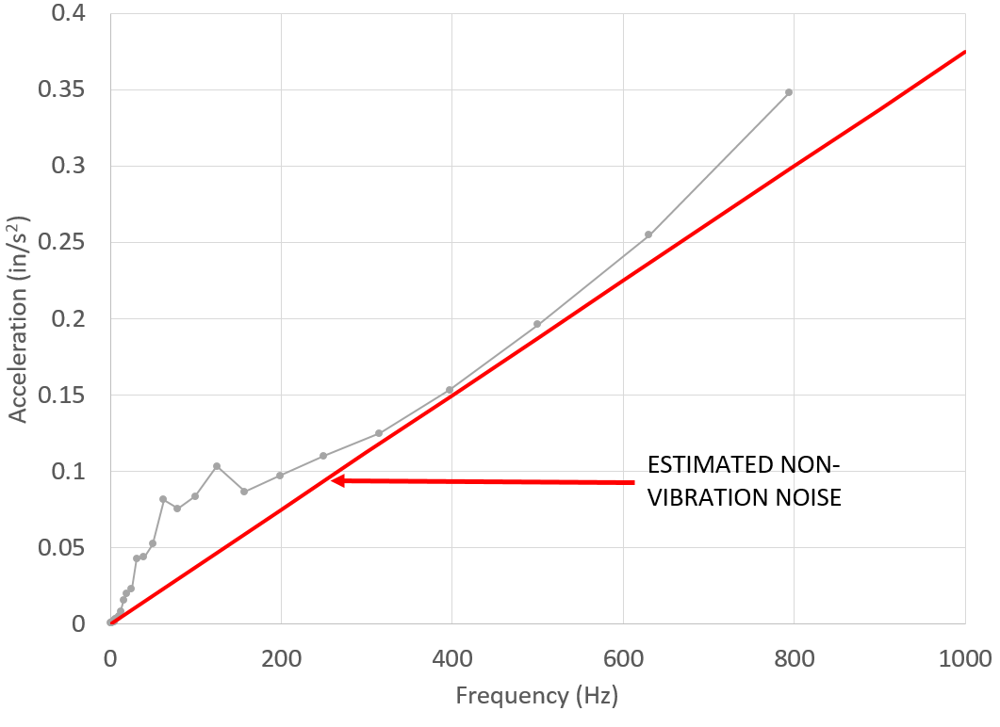 0.4
0.35
0.3
0.25
0.2
0.15
0.1
0.05
0
Acceleration (in/s²)
ESTIMATED NON-
VIBRATION NOISE
0 200 400 600 800 1000
Frequency (Hz)